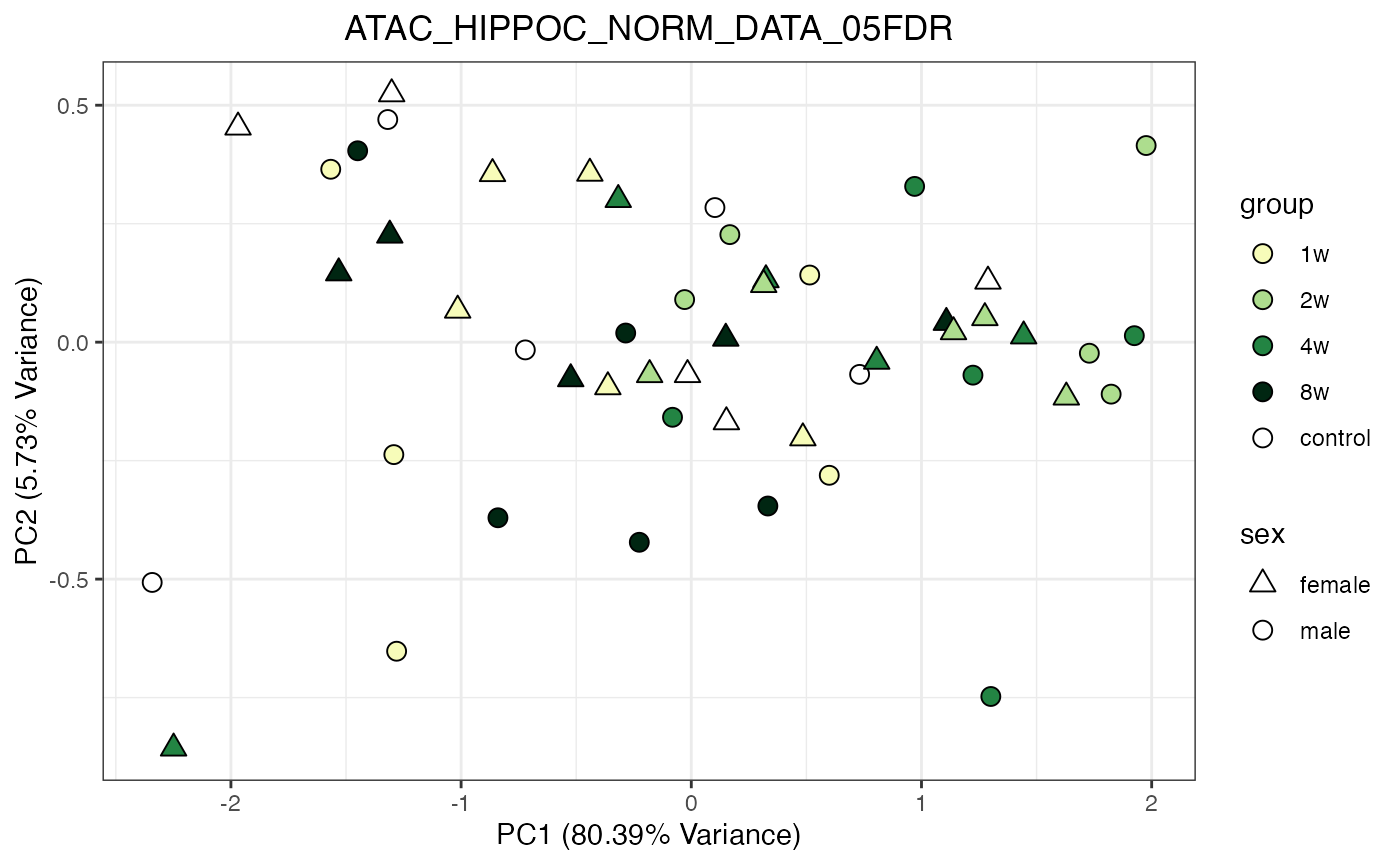 ATAC_HIPPOC_NORM_DATA_05FDR
PC2 (5.73% Variance)
0.5
0.0
-0.5
-2
-1
0
1
2
PC1 (80.39% Variance)
group
1w
2w
4w
8w
control
sex
female
male